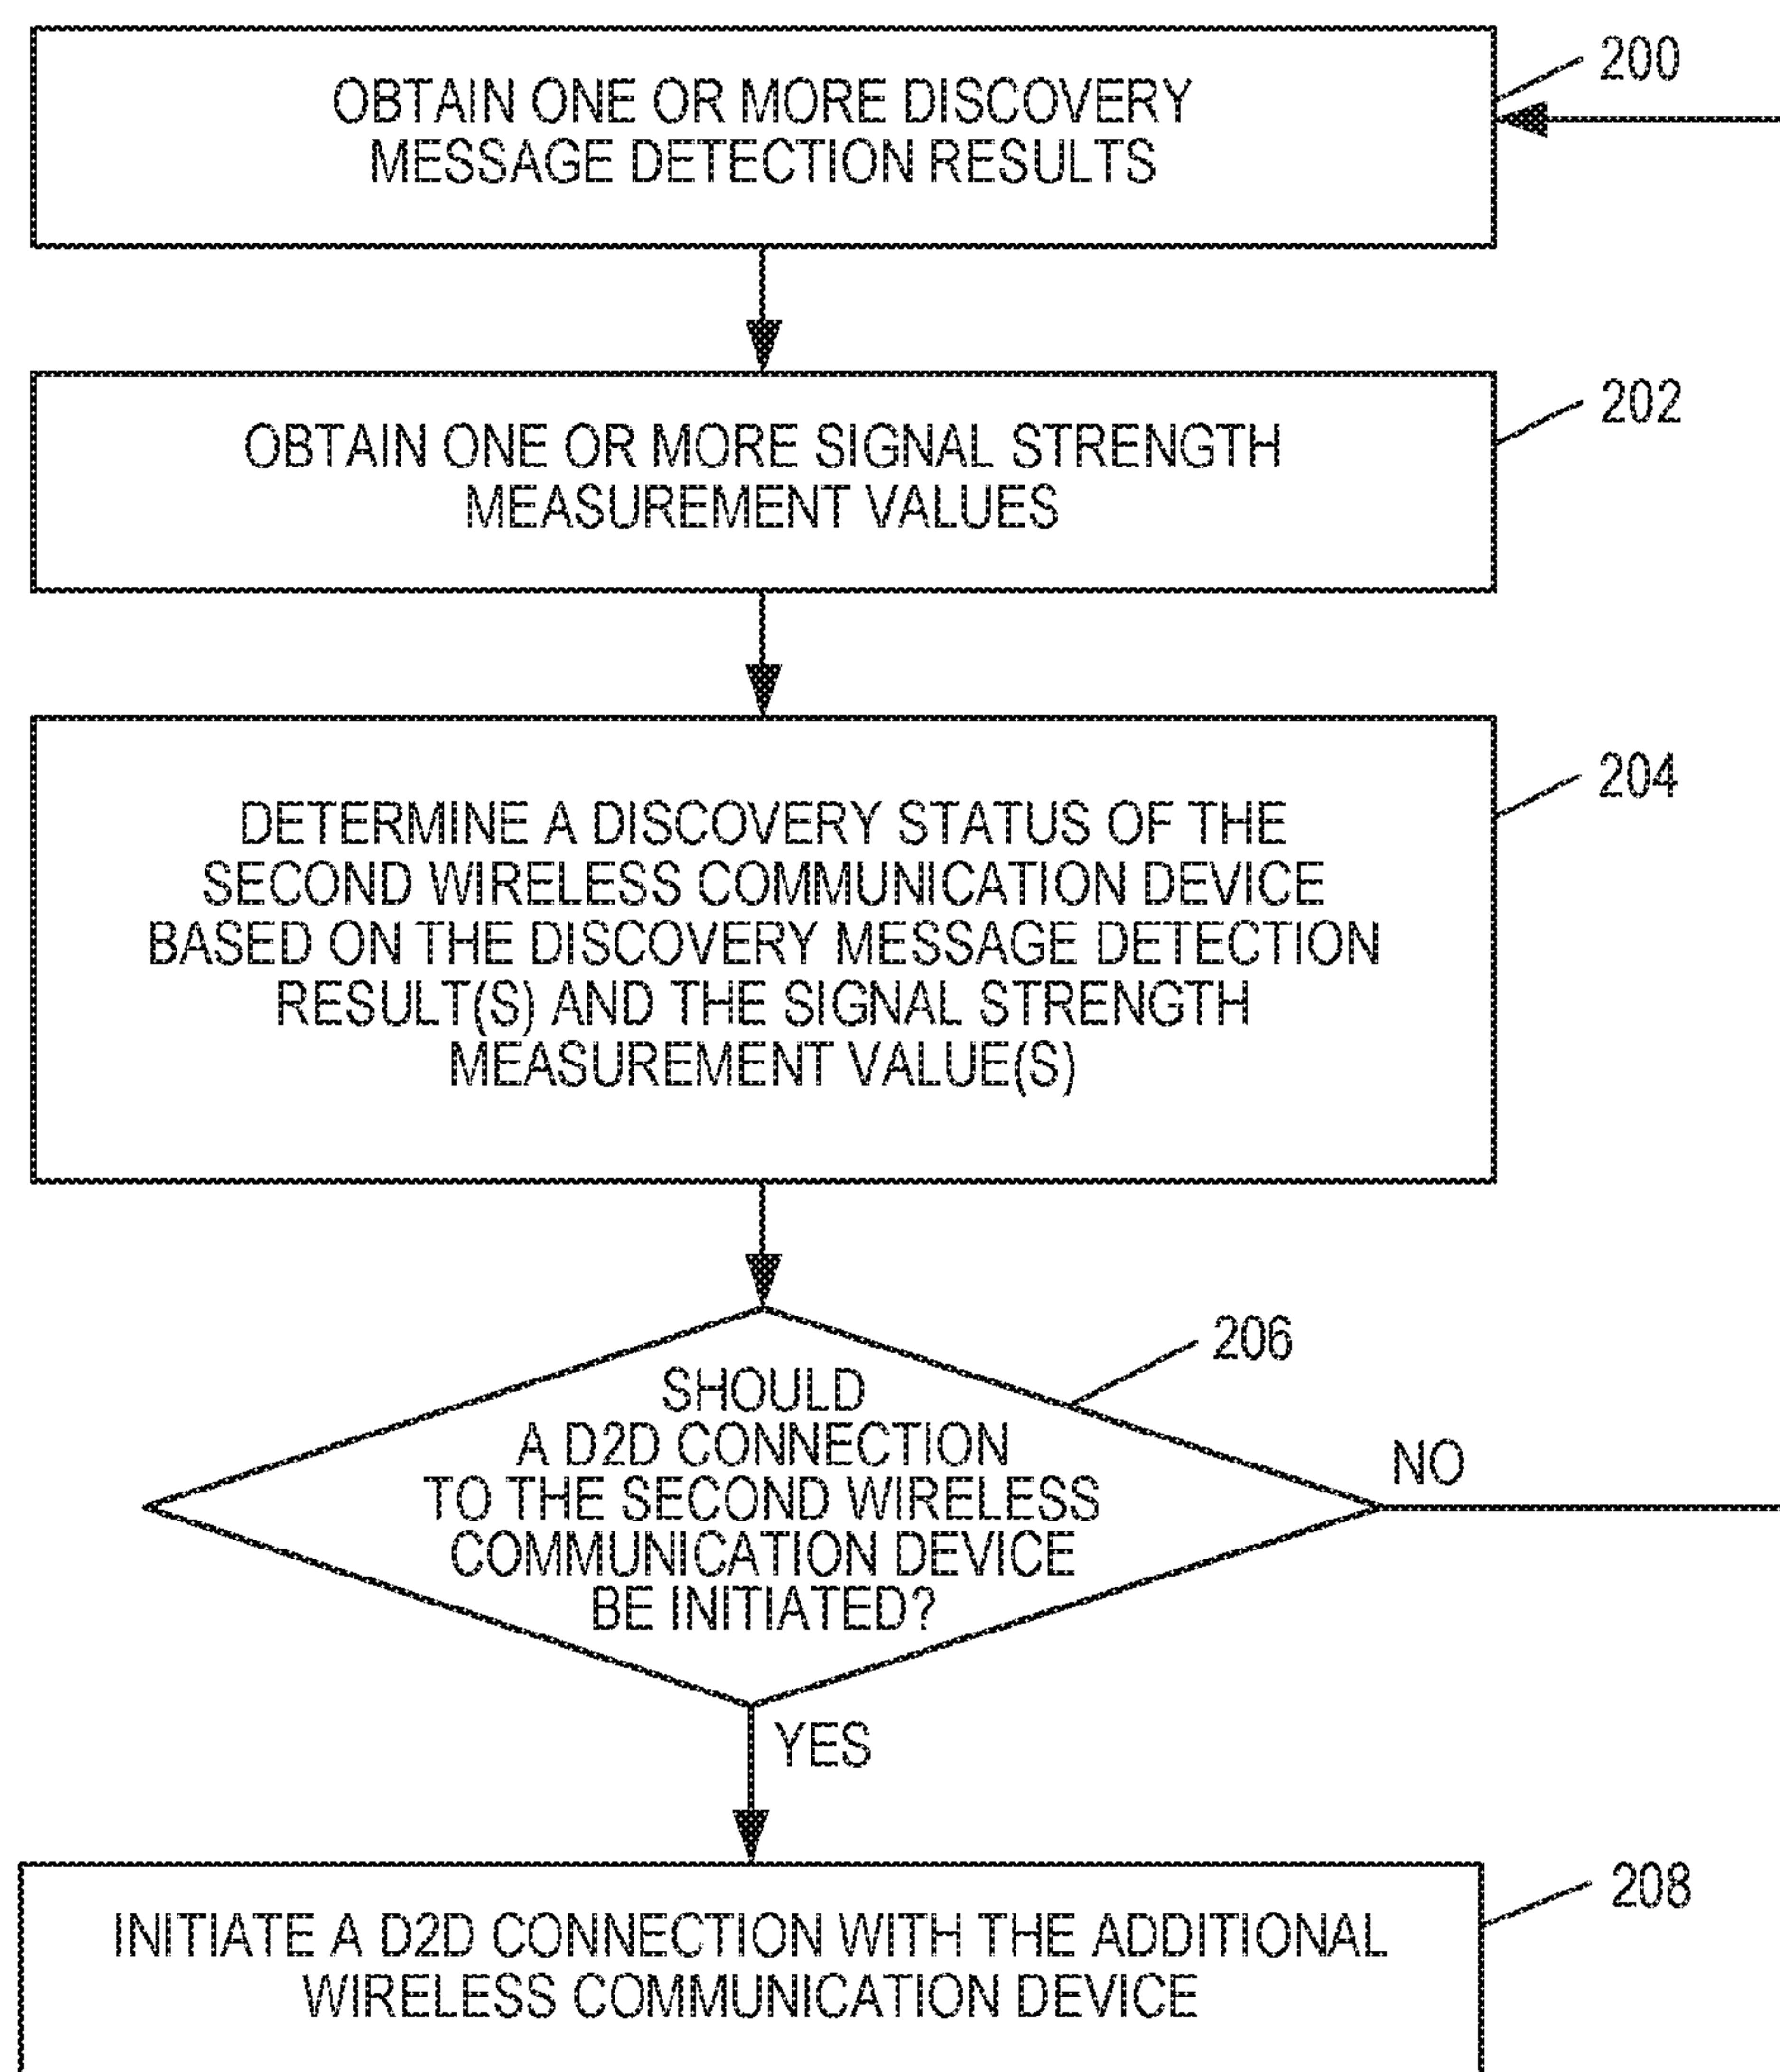 200
OBTAIN ONE OR MORE DISCOVERY
MESSAGE DETECTION RESULTS
202
OBTAIN ONE OR MORE SIGNAL STRENGTH
MEASUREMENT VALUES
204
DETERMINE A DISCOVERY STATUS OF THE
SECOND WIRELESS COMMUNICATION DEVICE
BASED ON THE DISCOVERY MESSAGE DETECTION
RESULT(S) AND THE SIGNAL STRENGTH
MEASUREMENT VALUE(S)
206
SHOULD
A D2D CONNECTION
TO THE SECOND WIRELESS
COMMUNICATION DEVICE
BE INITIATED?
NO
YES
208
INITIATE A D2D CONNECTION WITH THE ADDITIONAL
WIRELESS COMMUNICATION DEVICE